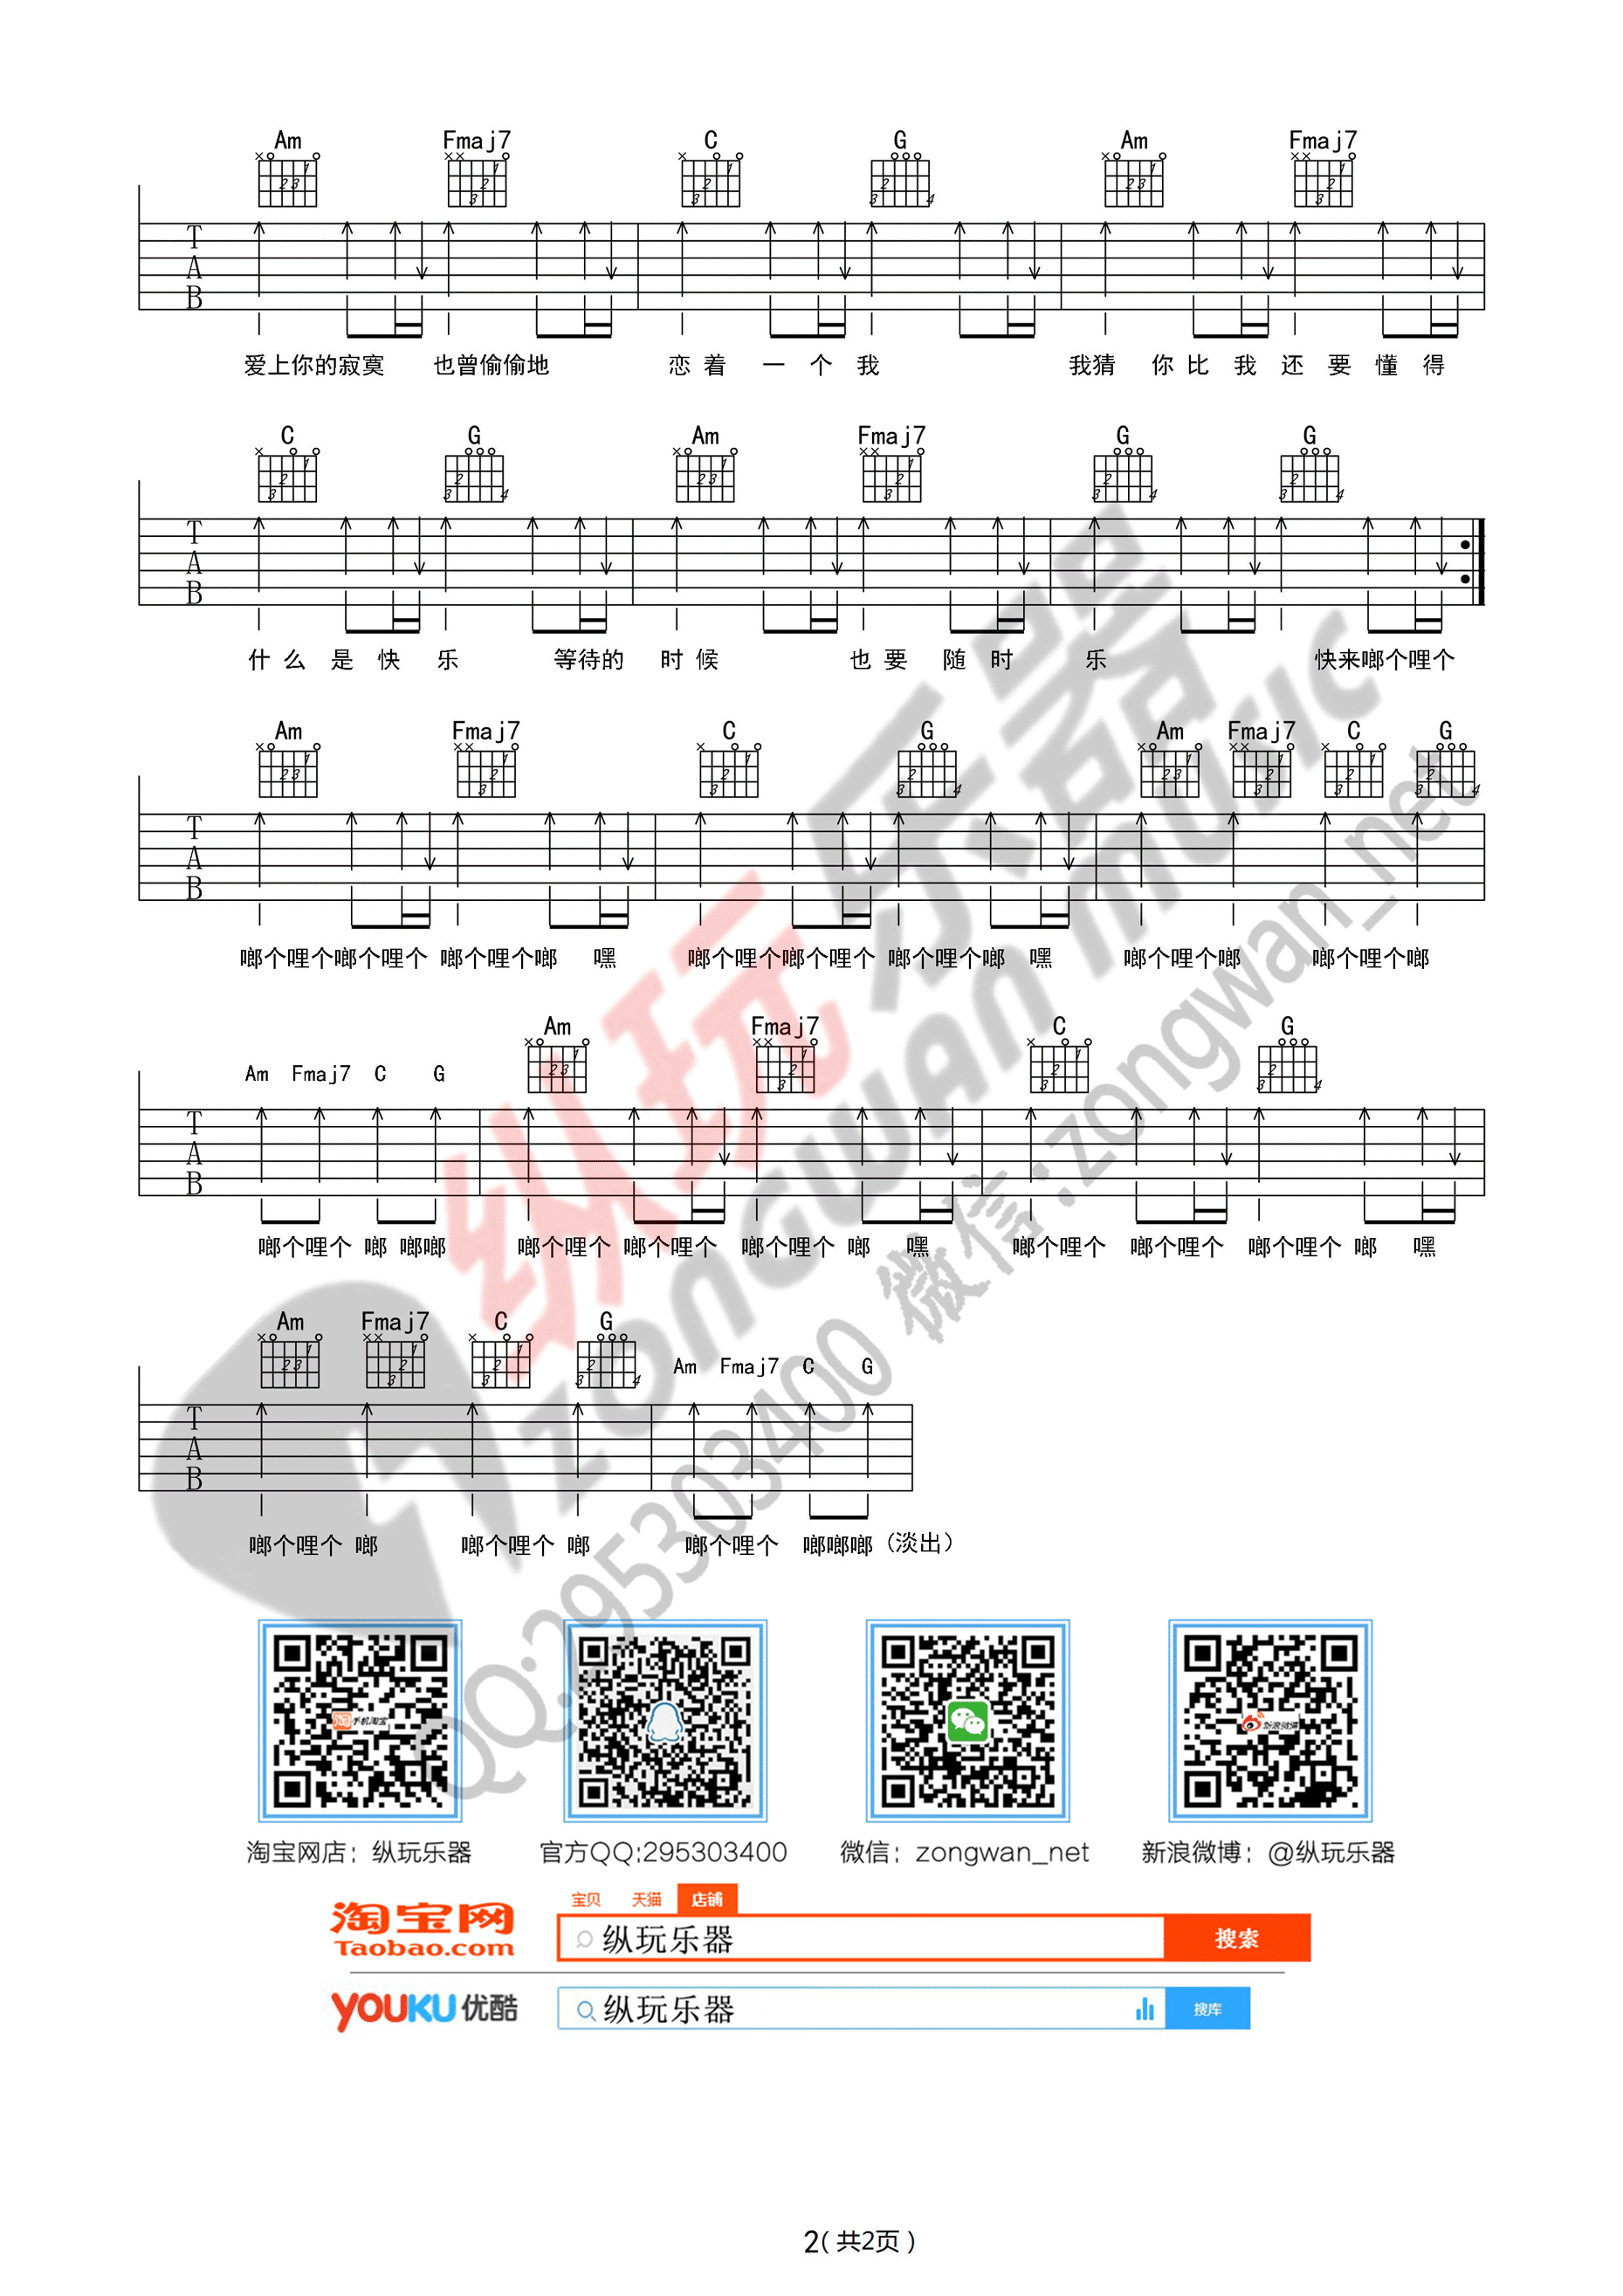 Am Fmaj7 C G Am Fmaj7
T
A
B
爱上你的寂寞 也曾偷偷地 恋着一个我 我猜 你比我还要懂得
C G Am Fmaj7 G G
T
A
B
什么是快乐 等待的时候 也要随时乐 快来啷个哩个
Am Fmaj7 C G Am Fmaj7 C G
T
A
B
啷个哩个啷个哩个 啷个哩个啷 嘿 啷个哩个啷个哩个 啷个哩个啷 嘿 啷个哩个啷 啷个哩个啷
Am Fmaj7 C G Am Fmaj7 C G
T
A
B
啷个哩个 啷 啷啷 啷个哩个 啷个哩个 啷个哩个 啷 嘿 啷个哩个 啷个哩个 啷个哩个 啷 嘿
Am Fmaj7 C G Am Fmaj7 C G
T
A
B
啷个哩个 啷 啷个哩个 啷 啷个哩个 啷啷啷（淡出）
纵玩乐器
ZONGWAN MUSIC
QQ:295303400 微信:zongwan_net
淘 手机淘宝
新浪微博
淘宝网店：纵玩乐器 官方QQ:295303400 微信：zongwan_net 新浪微博：@纵玩乐器
宝贝 天猫 店铺
淘宝网
Taobao.com
纵玩乐器 搜索
YOUKU 优酷 纵玩乐器 搜库
2（共2页）